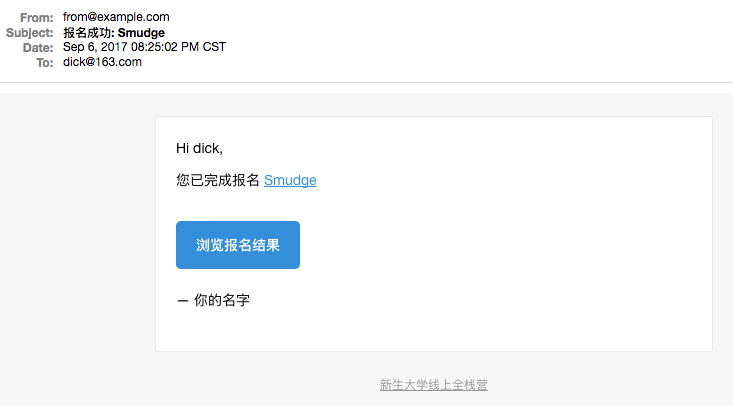 From: from@example.com
Subject: 报名成功: Smudge
Date: Sep 6, 2017 08:25:02 PM CST
To: dick@163.com
Hi dick,
您已完成报名 Smudge
浏览报名结果
— 你的名字
新生大学线上全栈营